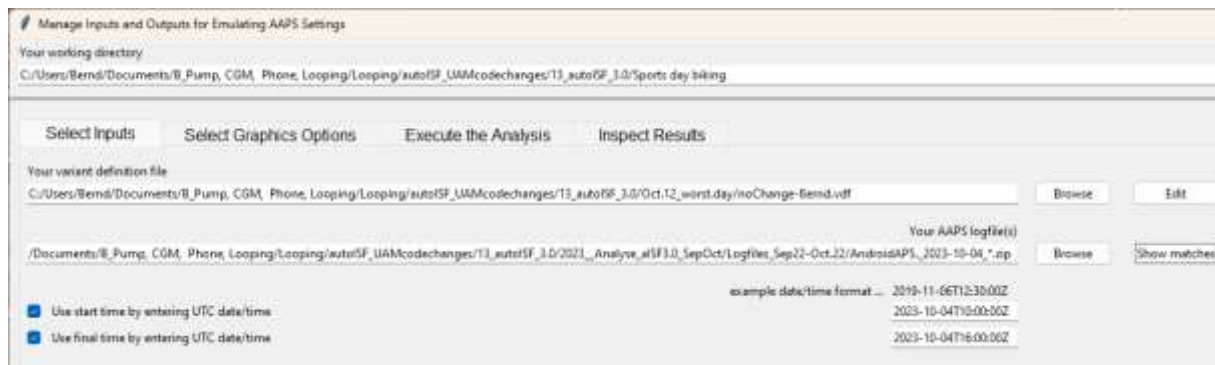 Manage Inputs and Outputs for Emulating AAPS Settings
Your working directory
C:/Users/Bernd/Documents/B_Pump, CGM, Phone, Looping/Looping/autoISF_UAMcodechanges/13_autoISF_3.0/Sports day biking
Select Inputs Select Graphics Options Execute the Analysis Inspect Results
Your variant definition file
C:/Users/Bernd/Documents/B_Pump, CGM, Phone, Looping/Looping/autoISF_UAMcodechanges/13_autoISF_3.0/Oct.12_worst.day/noChange-Bernd.vdf Browse Edit
Your AAPS logfile(s)
/Documents/B_Pump, CGM, Phone, Looping/Looping/autoISF_UAMcodechanges/13_autoISF_3.0/2023__Analyse_aISF3.0_SepOct/Logfiles_Sep22-Oct.22/AndroidAPS._2023-10-04_*.zip Browse Show matches
example date/time format ... 2019-11-06T12:30:00Z
Use start time by entering UTC date/time 2023-10-04T10:00:00Z
Use final time by entering UTC date/time 2023-10-04T16:00:00Z